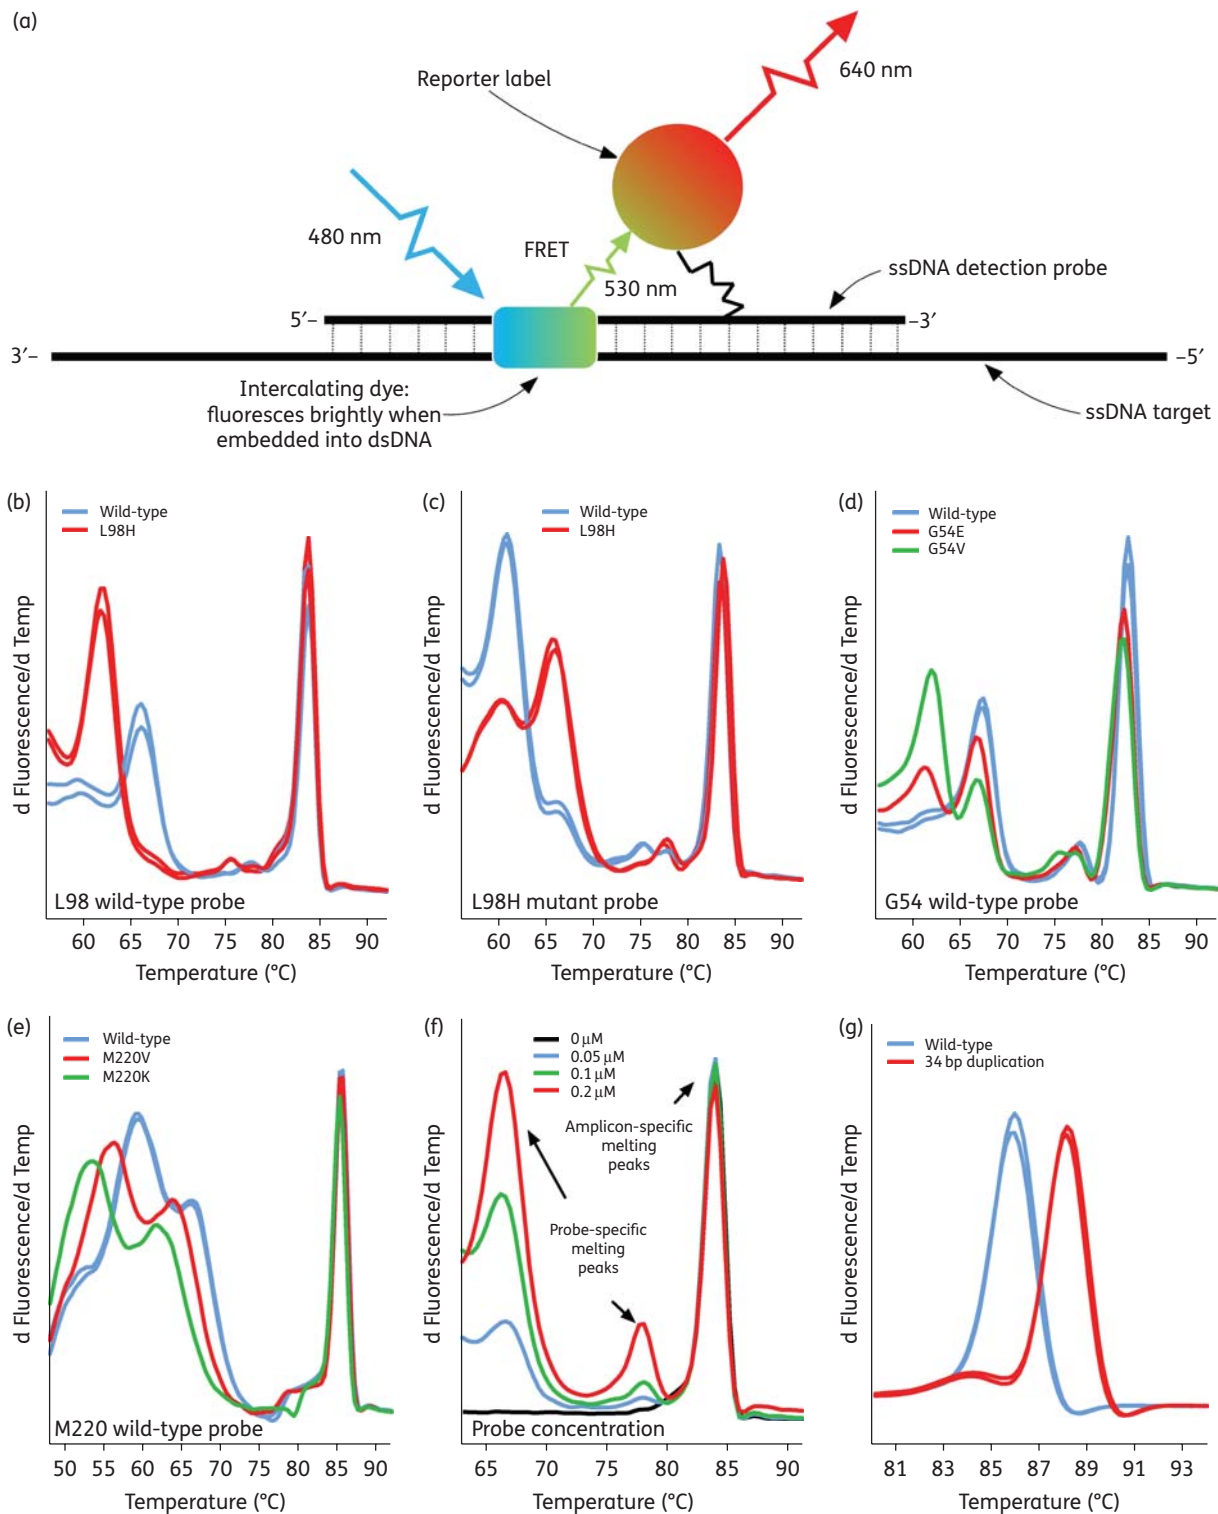 (a)
640 nm
Reporter label
480 nm
FRET
530 nm
ssDNA detection probe
5′–
–3′
3′–
–5′
Intercalating dye:
fluoresces brightly when
embedded into dsDNA
ssDNA target
(b)
Wild-type
L98H
d Fluorescence/d Temp
L98 wild-type probe
60 65 70 75 80 85 90
Temperature (°C)
(c)
Wild-type
L98H
d Fluorescence/d Temp
L98H mutant probe
60 65 70 75 80 85 90
Temperature (°C)
(d)
Wild-type
G54E
G54V
d Fluorescence/d Temp
G54 wild-type probe
60 65 70 75 80 85 90
Temperature (°C)
(e)
Wild-type
M220V
M220K
d Fluorescence/d Temp
M220 wild-type probe
50 55 60 65 70 75 80 85 90
Temperature (°C)
(f)
0 μM
0.05 μM
0.1 μM
0.2 μM
Amplicon-specific
melting
peaks
Probe-specific
melting
peaks
d Fluorescence/d Temp
Probe concentration
65 70 75 80 85 90
Temperature (°C)
(g)
Wild-type
34 bp duplication
d Fluorescence/d Temp
81 83 85 87 89 91 93
Temperature (°C)